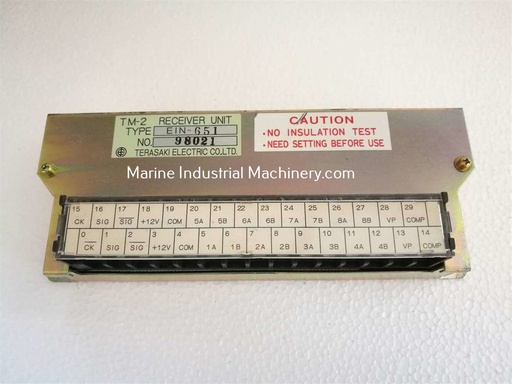 TM-2 RECEIVER UNIT
TYPE EIN-651
NO. 98021
TERASAKI ELECTRIC CO.,LTD.
CAUTION
•NO INSULATION TEST
•NEED SETTING BEFORE USE
Marine Industrial Machinery.com
15 16 17 18 19 20 21 22 23 24 25 26 27 28 29
CK SIG SIG +12V COM 5A 5B 6A 6B 7A 7B 8A 8B VP COMP
0 1 2 3 4 5 6 7 8 9 10 11 12 13 14
CK SIG SIG +12V COM 1A 1B 2A 2B 3A 3B 4A 4B VP COMP